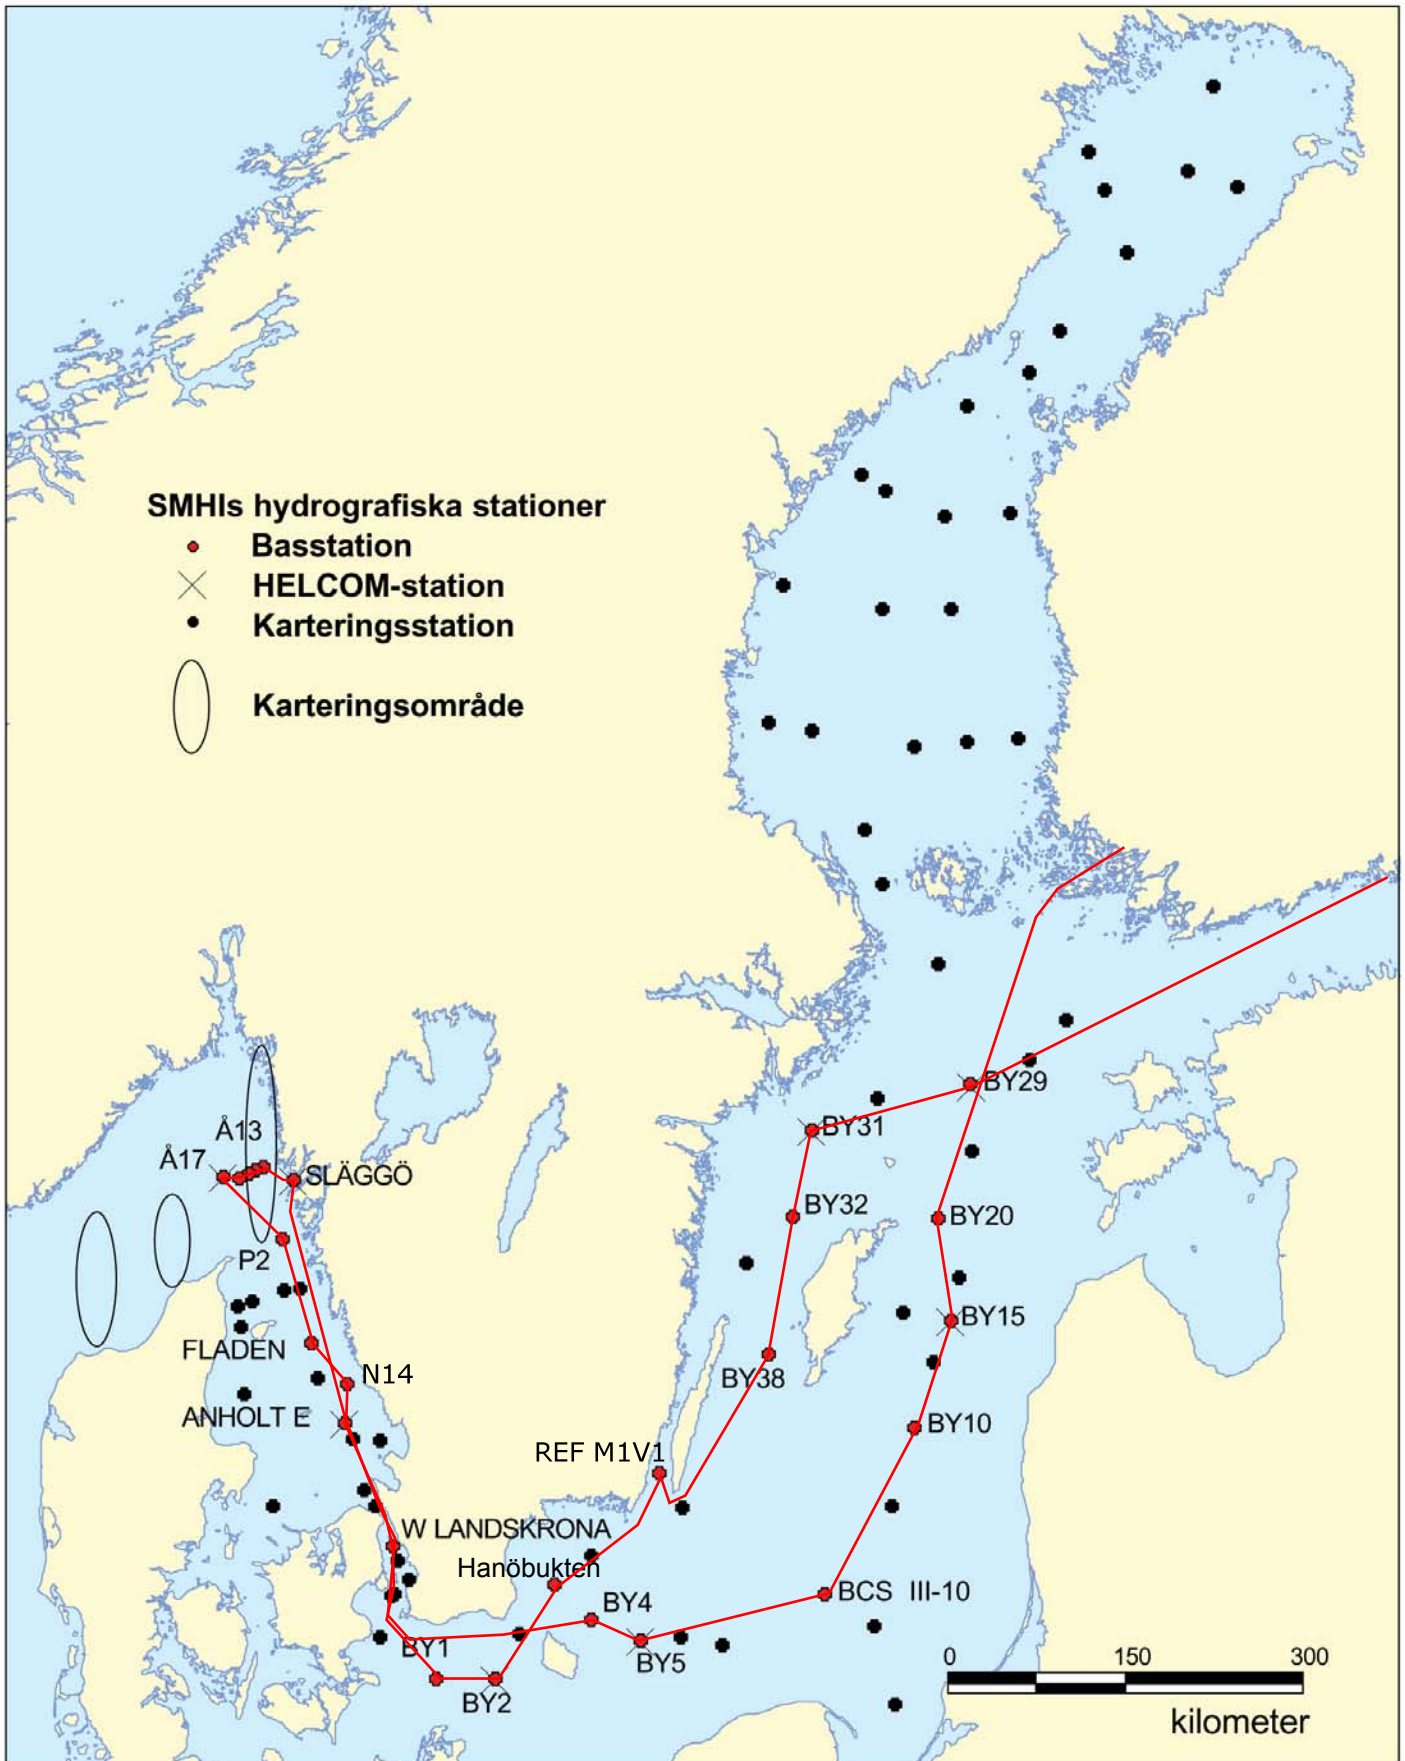 SMHIs hydrografiska stationer
Basstation
HELCOM-station
Karteringsstation
Karteringsområde
BY29
Å13
BY31
Å17
SLÄGGÖ
BY32
BY20
P2
BY15
FLADEN
N14
BY38
ANHOLT E
BY10
REF M1V1
W LANDSKRONA
Hanöbukten
BCS III-10
BY4
BY1
BY5
BY2
0 150 300
kilometer